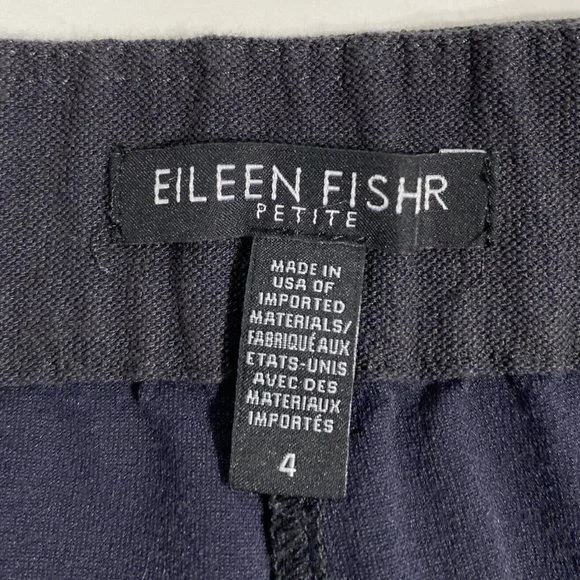 EILEEN FISHR
PETITE
MADE IN
USA OF
IMPORTED
MATERIALS/
FABRIQUÉ AUX
ETATS-UNIS
AVEC DES
MATERIAUX
IMPORTÉS
4